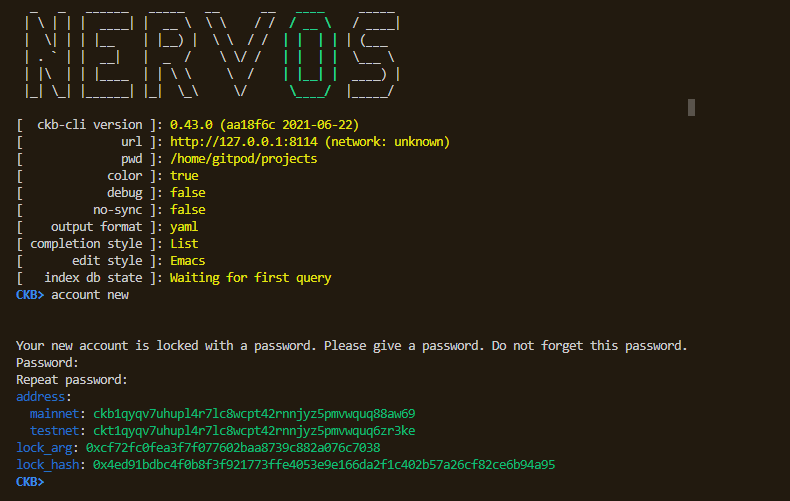 NERVOS
[  ckb-cli version ]: 0.43.0 (aa18f6c 2021-06-22)
[              url ]: http://127.0.0.1:8114 (network: unknown)
[              pwd ]: /home/gitpod/projects
[            color ]: true
[            debug ]: false
[          no-sync ]: false
[    output format ]: yaml
[ completion style ]: List
[       edit style ]: Emacs
[   index db state ]: Waiting for first query
CKB> account new
Your new account is locked with a password. Please give a password. Do not forget this password.
Password:
Repeat password:
address:
  mainnet: ckb1qyqv7uhupl4r7lc8wcpt42rnnjyz5pmvwquq88aw69
  testnet: ckt1qyqv7uhupl4r7lc8wcpt42rnnjyz5pmvwquq6zr3ke
lock_arg: 0xcf72fc0fea3f7f077602baa8739c882a076c7038
lock_hash: 0x4ed91bdbc4f0b8f3f921773ffe4053e9e166da2f1c402b57a26cf82ce6b94a95
CKB>